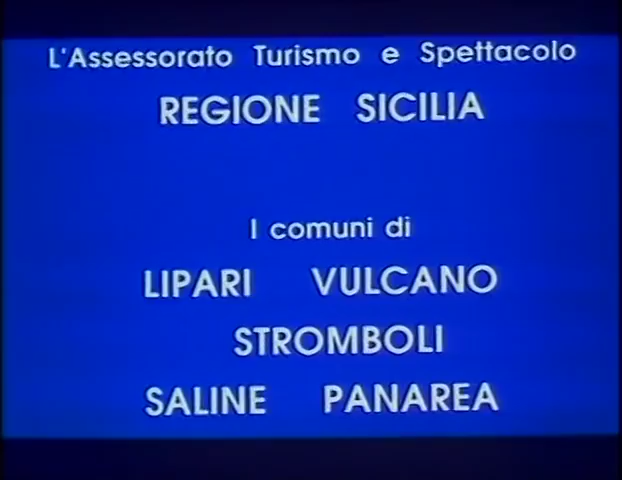 L'Assessorato Turismo e Spettacolo
REGIONE SICILIA
I comuni di
LIPARI VULCANO
STROMBOLI
SALINE PANAREA